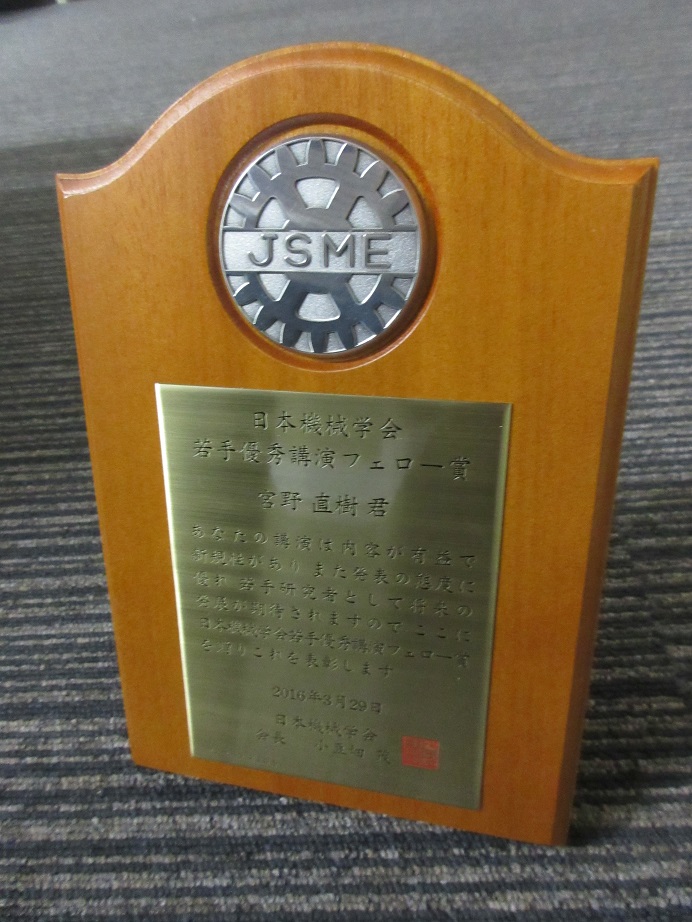 JSME
日本機械学会
若手優秀講演フェロー賞
宮野 直樹 君
あなたの講演は内容が有益で
新規性があり また発表の態度に
優れ 若手研究者として将来の
発展が期待されますので ここに
日本機械学会若手優秀講演フェロー賞
を贈りこれを表彰します
2016年3月29日
日本機械学会
会長 小豆畑 茂